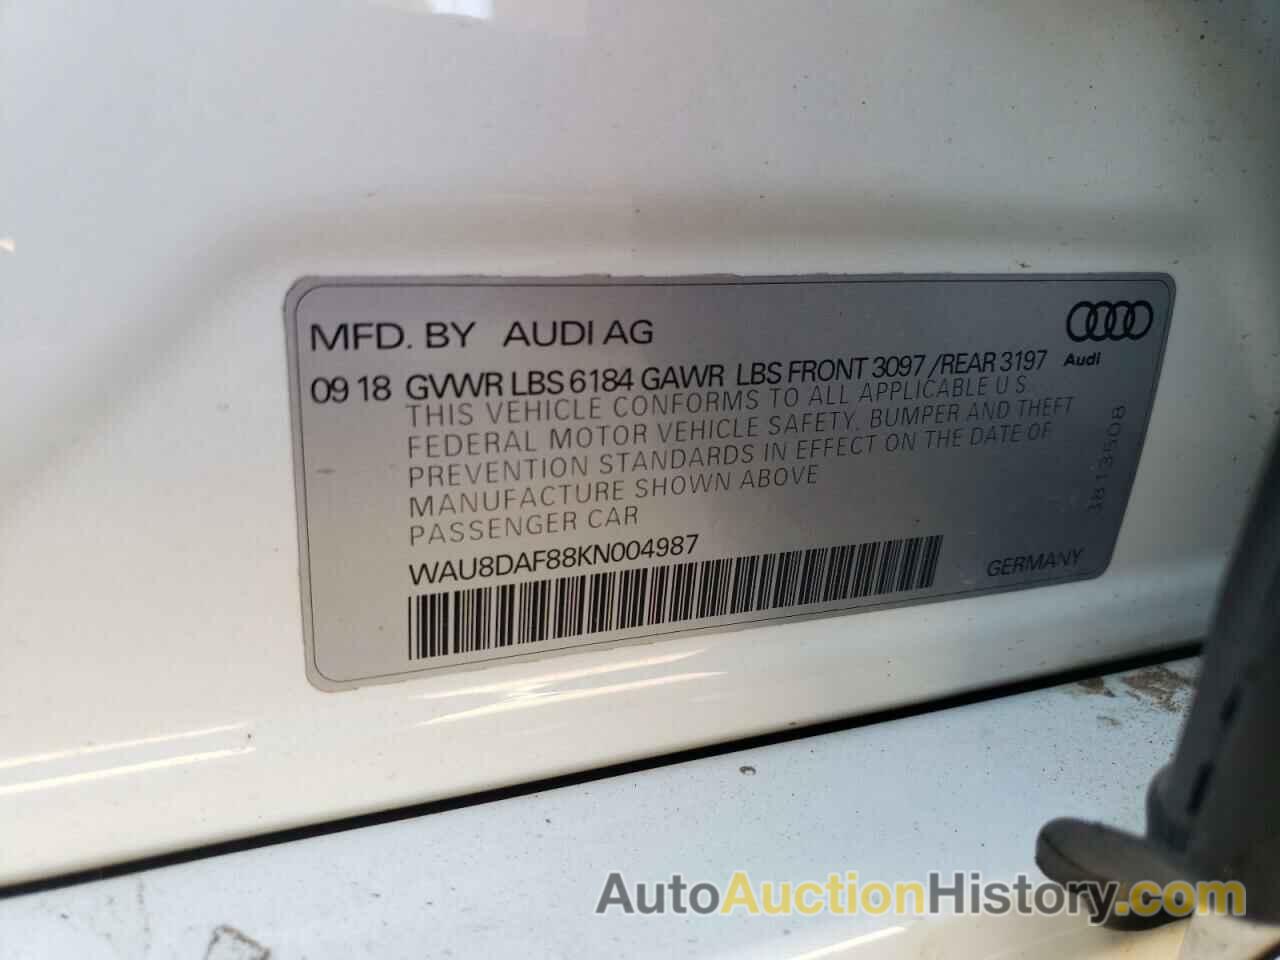 MFD. BY AUDI AG
Audi
09 18 GVWR LBS 6184 GAWR LBS FRONT 3097 / REAR 3197
THIS VEHICLE CONFORMS TO ALL APPLICABLE U S
FEDERAL MOTOR VEHICLE SAFETY, BUMPER AND THEFT
PREVENTION STANDARDS IN EFFECT ON THE DATE OF
MANUFACTURE SHOWN ABOVE
PASSENGER CAR
WAU8DAF88KN004987
GERMANY
AutoAuctionHistory.com